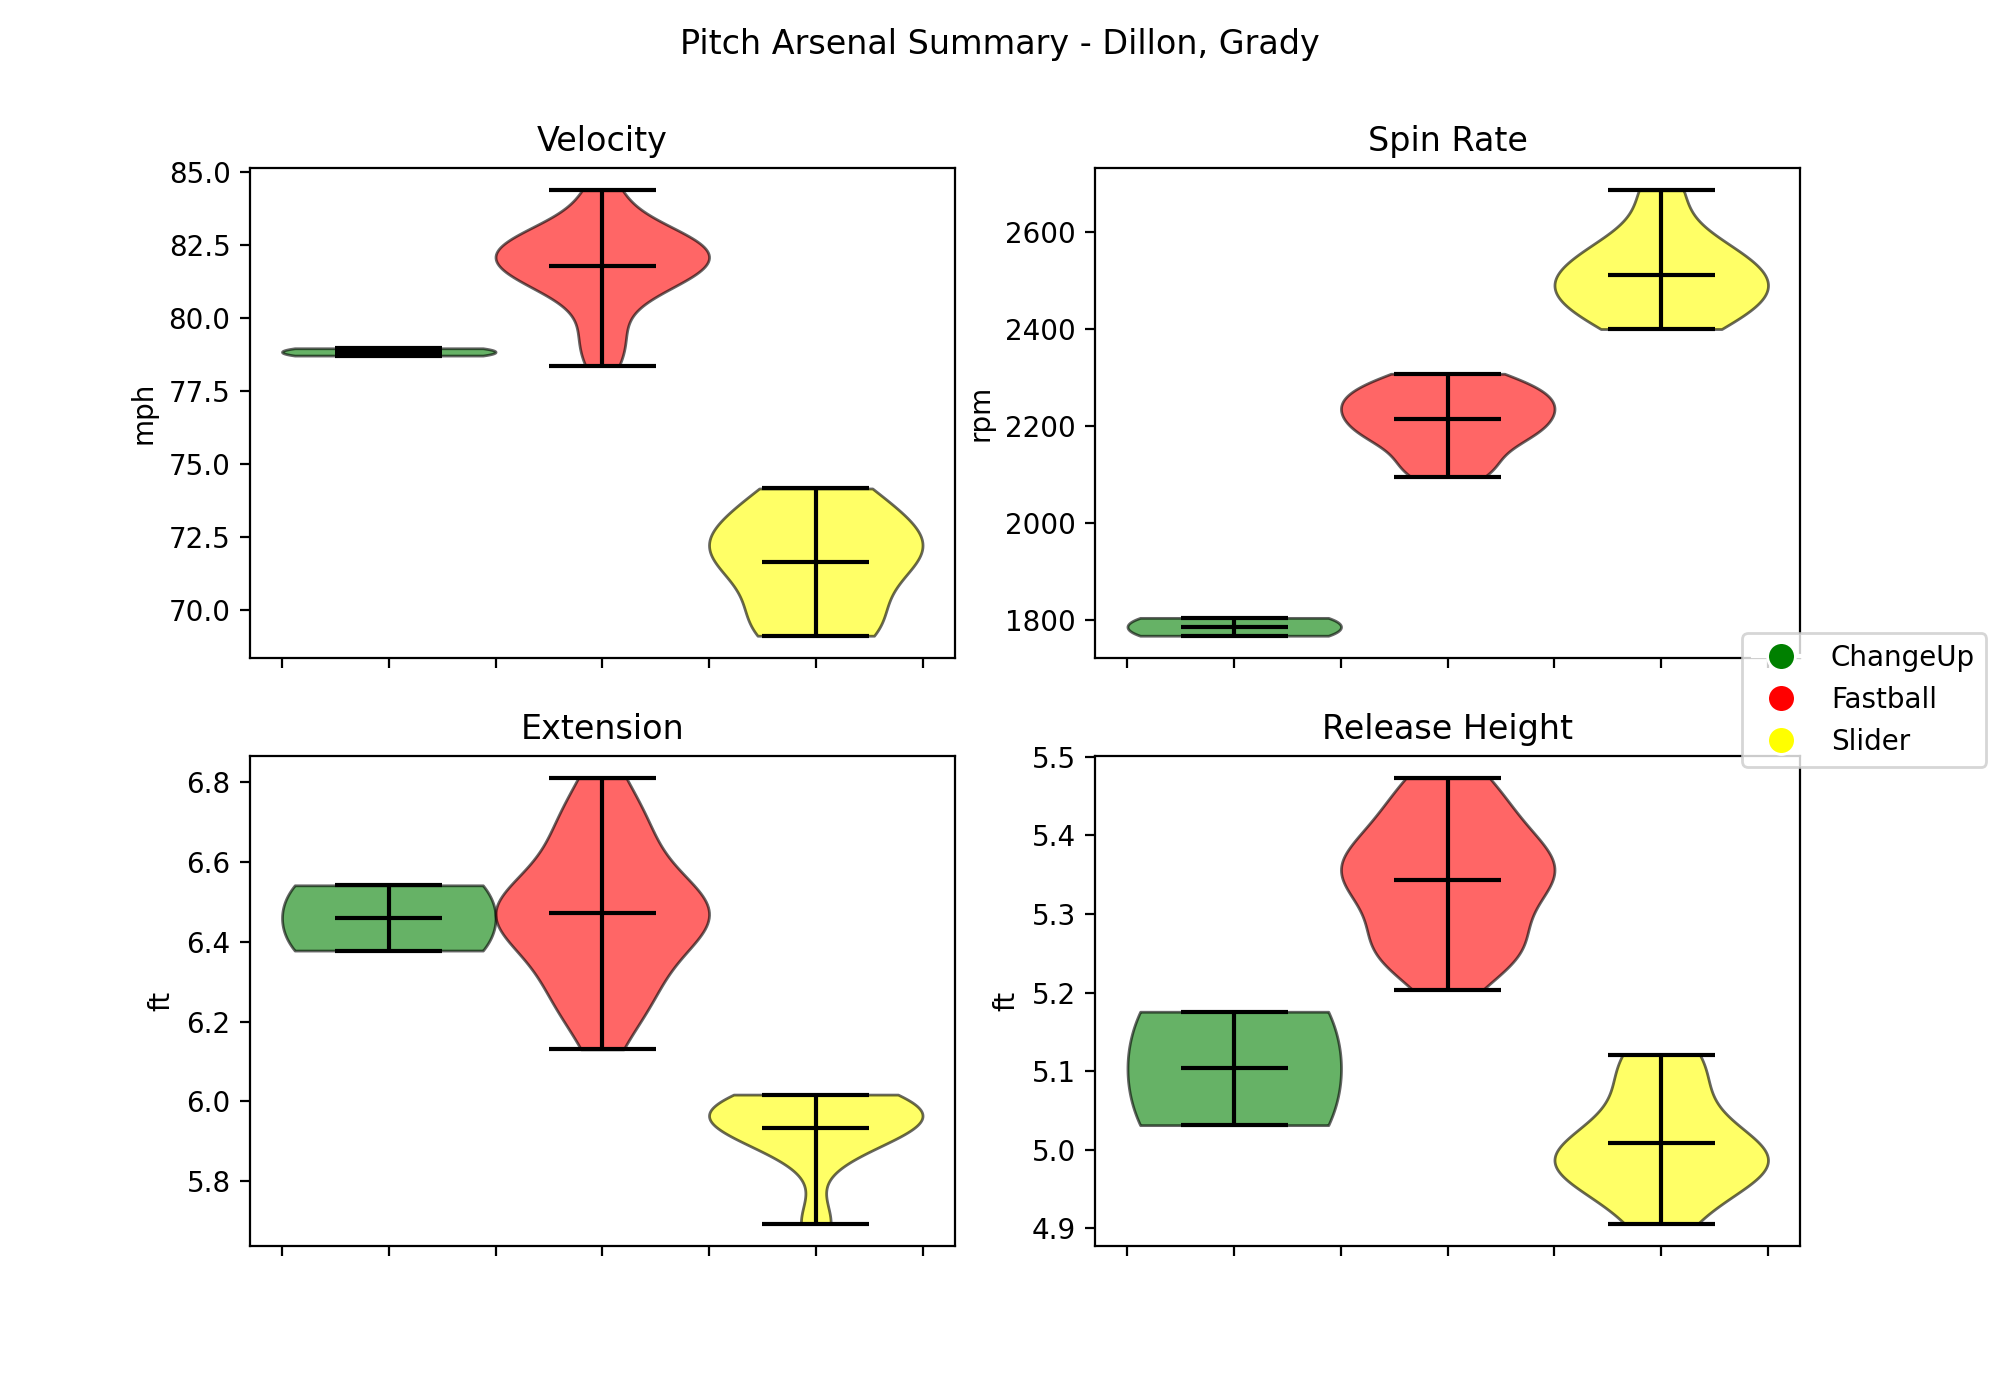 Pitch Arsenal Summary - Dillon, Grady
Velocity
85.0
82.5
80.0
77.5
75.0
72.5
70.0
mph
Spin Rate
2600
2400
2200
2000
1800
rpm
ChangeUp
Fastball
Slider
Extension
6.8
6.6
6.4
6.2
6.0
5.8
ft
Release Height
5.5
5.4
5.3
5.2
5.1
5.0
4.9
ft